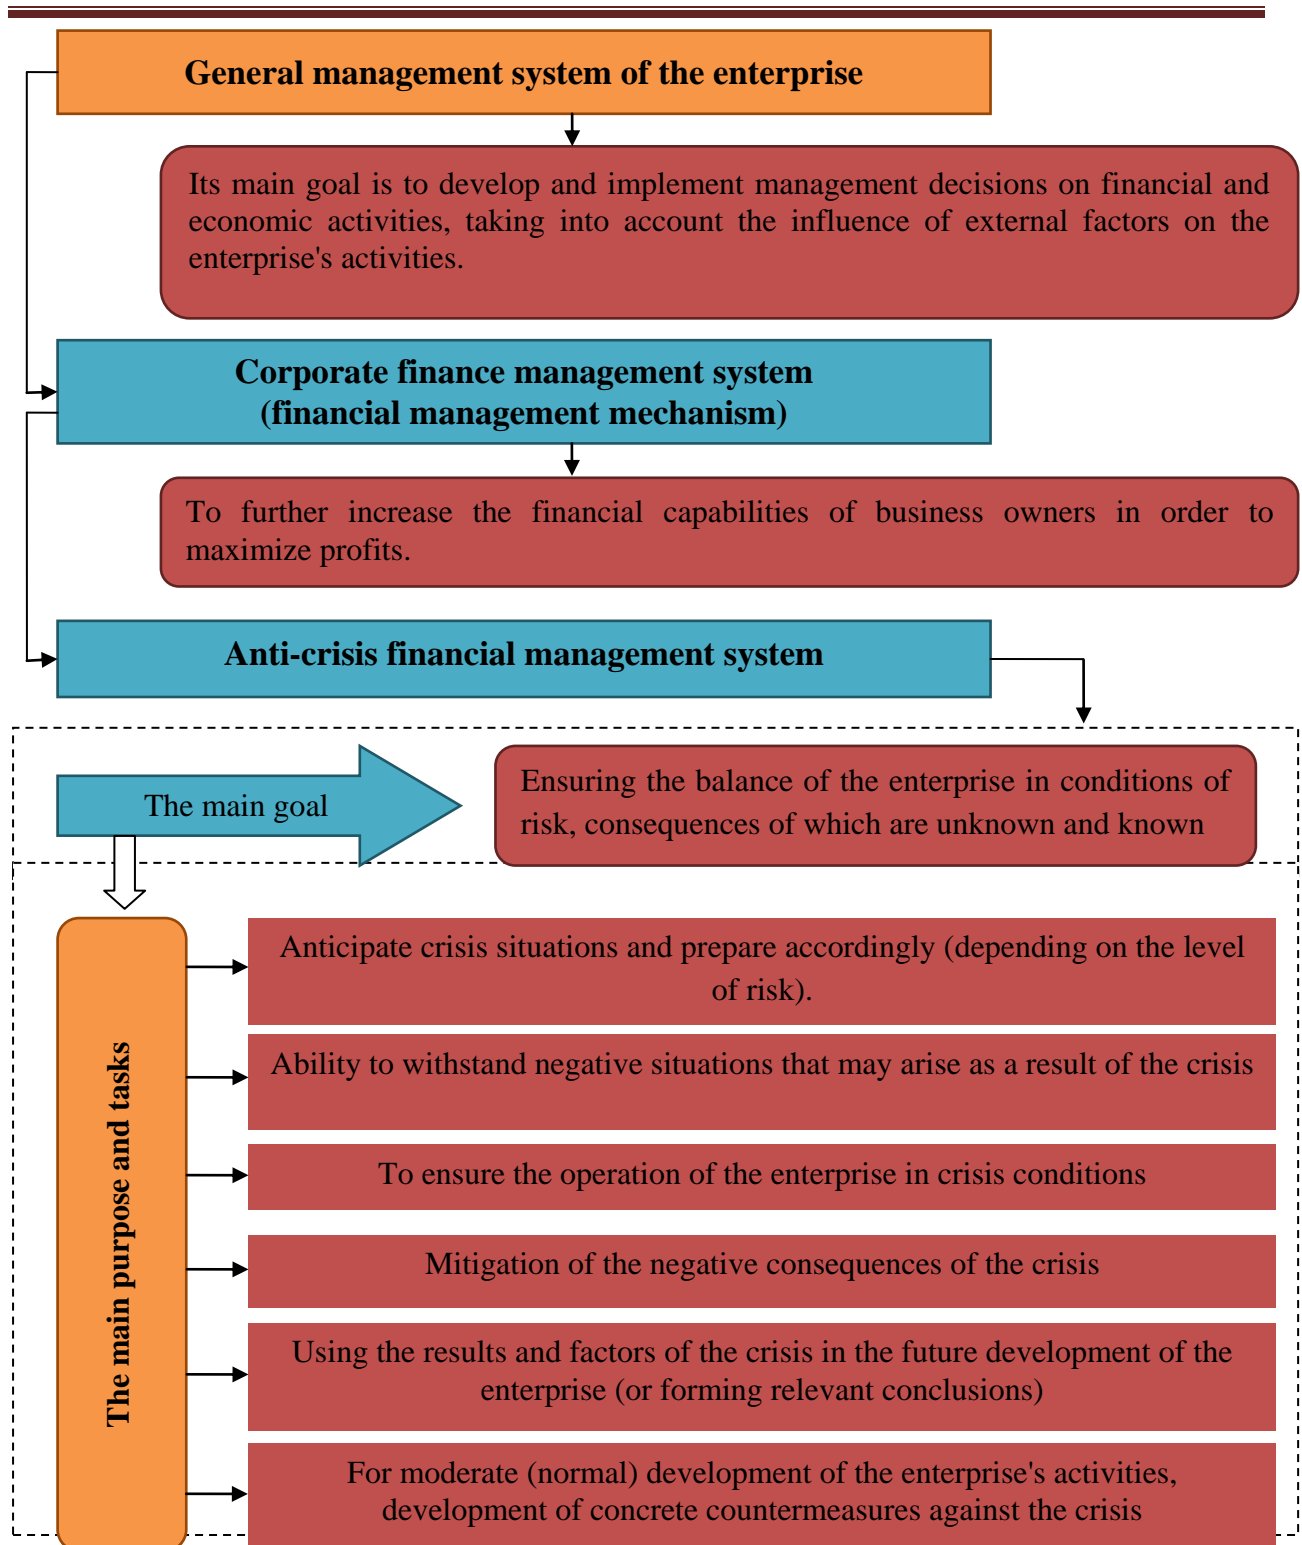 General management system of the enterprise
Its main goal is to develop and implement management decisions on financial and
economic activities, taking into account the influence of external factors on the
enterprise's activities.
Corporate finance management system
(financial management mechanism)
To further increase the financial capabilities of business owners in order to
maximize profits.
Anti-crisis financial management system
The main goal
Ensuring the balance of the enterprise in conditions of
risk, consequences of which are unknown and known
The main purpose and tasks
Anticipate crisis situations and prepare accordingly (depending on the level
of risk).
Ability to withstand negative situations that may arise as a result of the crisis
To ensure the operation of the enterprise in crisis conditions
Mitigation of the negative consequences of the crisis
Using the results and factors of the crisis in the future development of the
enterprise (or forming relevant conclusions)
For moderate (normal) development of the enterprise's activities,
development of concrete countermeasures against the crisis